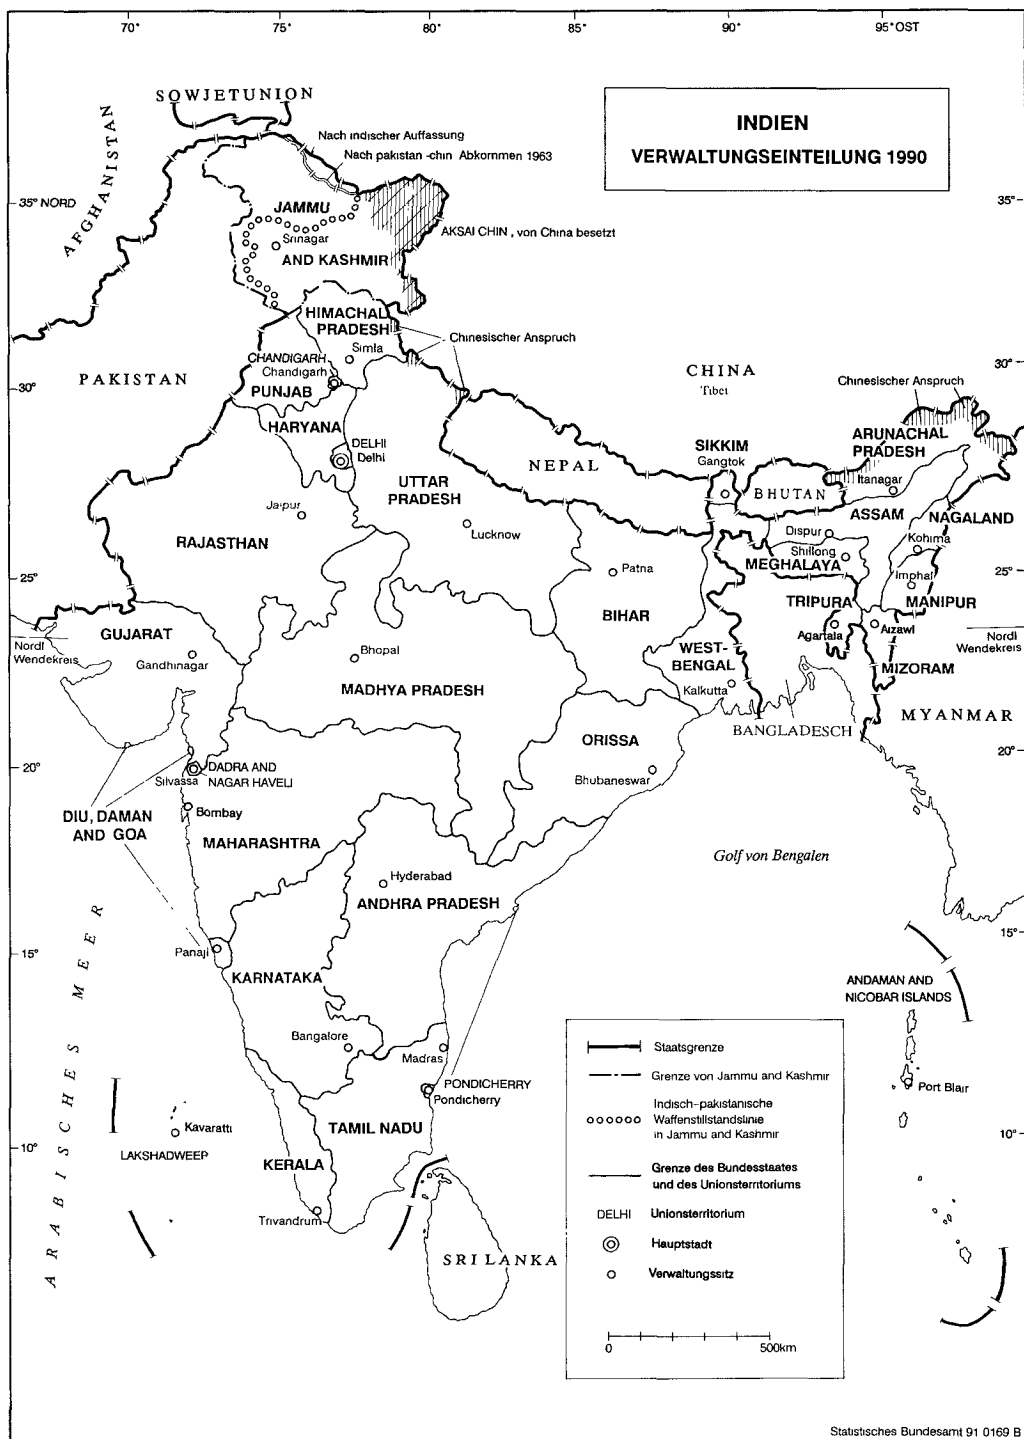 70°
75°
80°
85°
90°
95°OST
SOWJETUNION
INDIEN
VERWALTUNGSEINTEILUNG 1990
AFGHANISTAN
Nach indischer Auffassung
Nach pakistan -chin Abkommen 1963
35° NORD
35°
JAMMU
Srinagar
AND KASHMIR
AKSAI CHIN, von China besetzt
HIMACHAL
PRADESH
Simla
Chinesischer Anspruch
CHANDIGARH
Chandigarh
PAKISTAN
30°
30°
PUNJAB
CHINA
Tibet
Chinesischer Anspruch
HARYANA
DELHI
Delhi
NEPAL
SIKKIM
Gangtok
ARUNACHAL
PRADESH
Itanagar
BHUTAN
UTTAR
PRADESH
Jaipur
Lucknow
RAJASTHAN
ASSAM
NAGALAND
Dispur
Kohima
Shillong
MEGHALAYA
25°
25°
Patna
Imphal
BIHAR
TRIPURA
MANIPUR
GUJARAT
Agartala
Aizawl
Nordl
Wendekreis
Nordl
Wendekreis
Gandhinagar
Bhopal
WEST-
BENGAL
MIZORAM
MADHYA PRADESH
Kalkutta
MYANMAR
BANGLADESCH
ORISSA
20°
20°
Silvassa
DADRA AND
NAGAR HAVELI
Bhubaneswar
DIU, DAMAN
AND GOA
Bombay
MAHARASHTRA
Golf von Bengalen
Hyderabad
ANDHRA PRADESH
15°
15°
Panaji
KARNATAKA
ANDAMAN AND
NICOBAR ISLANDS
ARABISCHES MEER
Bangalore
Madras
PONDICHERRY
Pondicherry
Port Blair
Kavaratti
TAMIL NADU
10°
10°
LAKSHADWEEP
KERALA
Trivandrum
SRI LANKA
Staatsgrenze
Grenze von Jammu and Kashmir
Indisch-pakistanische
Waffenstillstandslinie
in Jammu and Kashmir
Grenze des Bundesstaates
und des Unionsterritoriums
DELHI Unionsterritorium
Hauptstadt
Verwaltungssitz
0 500km
Statistisches Bundesamt 91 0169 B